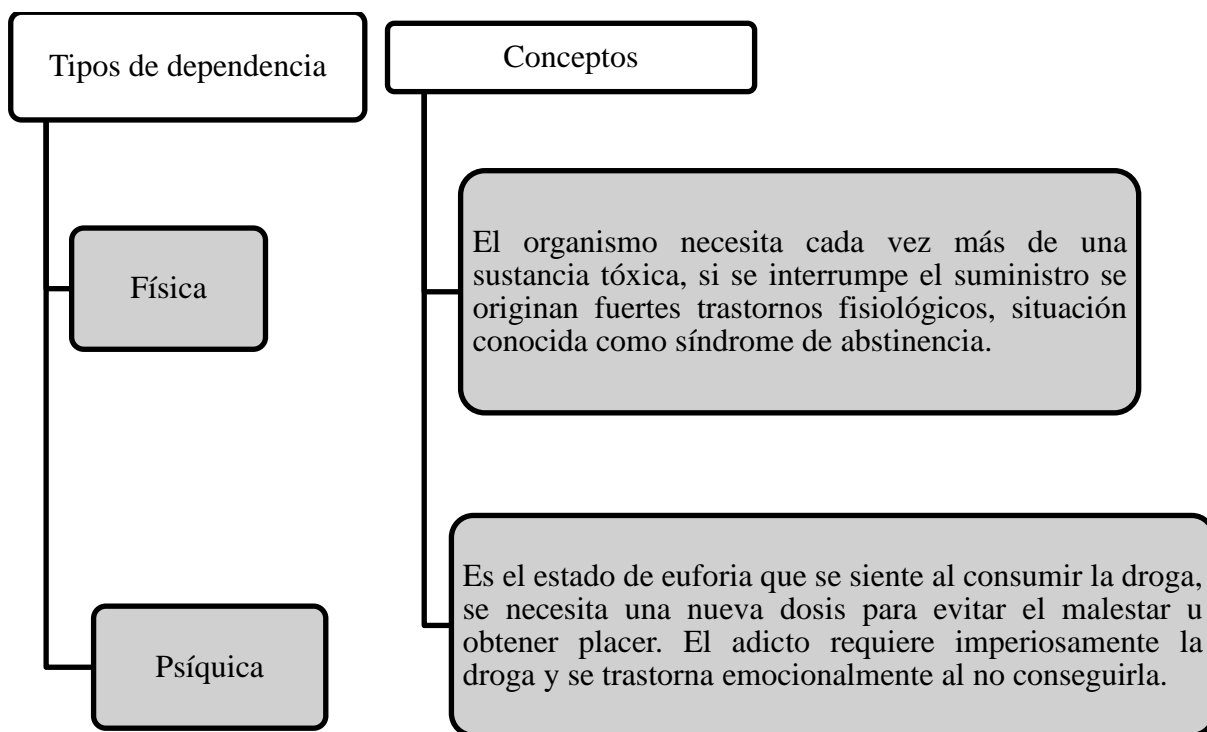 Tipos de dependencia
Conceptos
Física
El organismo necesita cada vez más de una
sustancia tóxica, si se interrumpe el suministro se
originan fuertes trastornos fisiológicos, situación
conocida como síndrome de abstinencia.
Psíquica
Es el estado de euforia que se siente al consumir la droga,
se necesita una nueva dosis para evitar el malestar u
obtener placer. El adicto requiere imperiosamente la
droga y se trastorna emocionalmente al no conseguirla.